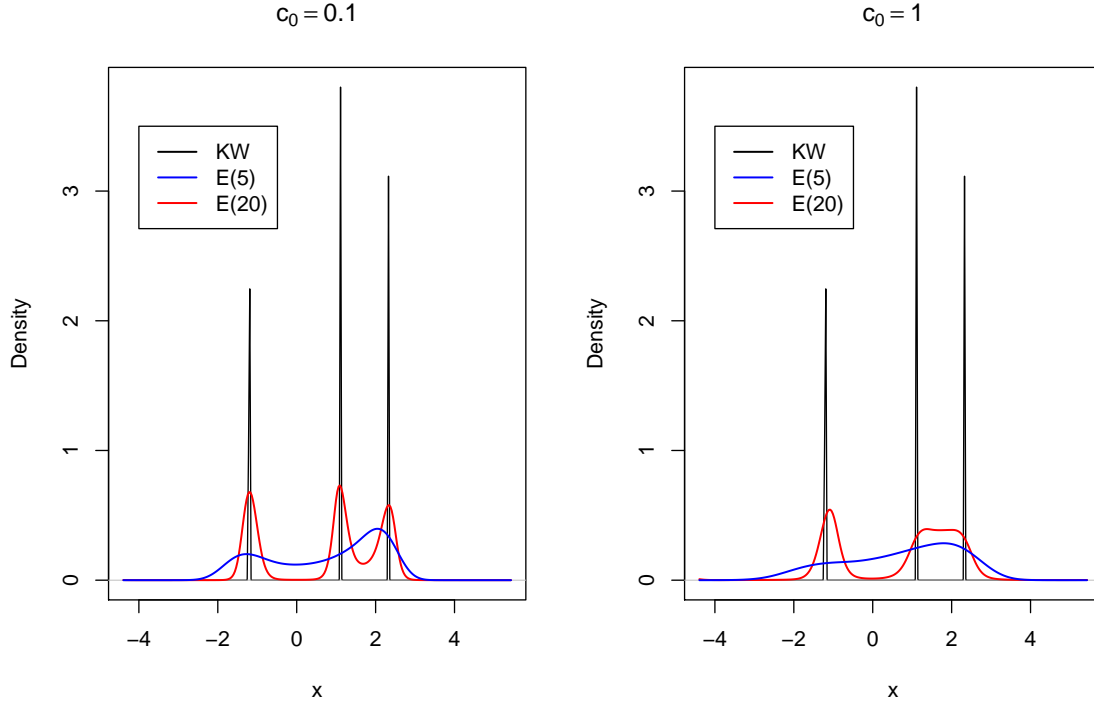 c₀ = 0.1
Density
3
2
1
0
KW
E(5)
E(20)
−4 −2 0 2 4
x
c₀ = 1
Density
3
2
1
0
KW
E(5)
E(20)
−4 −2 0 2 4
x